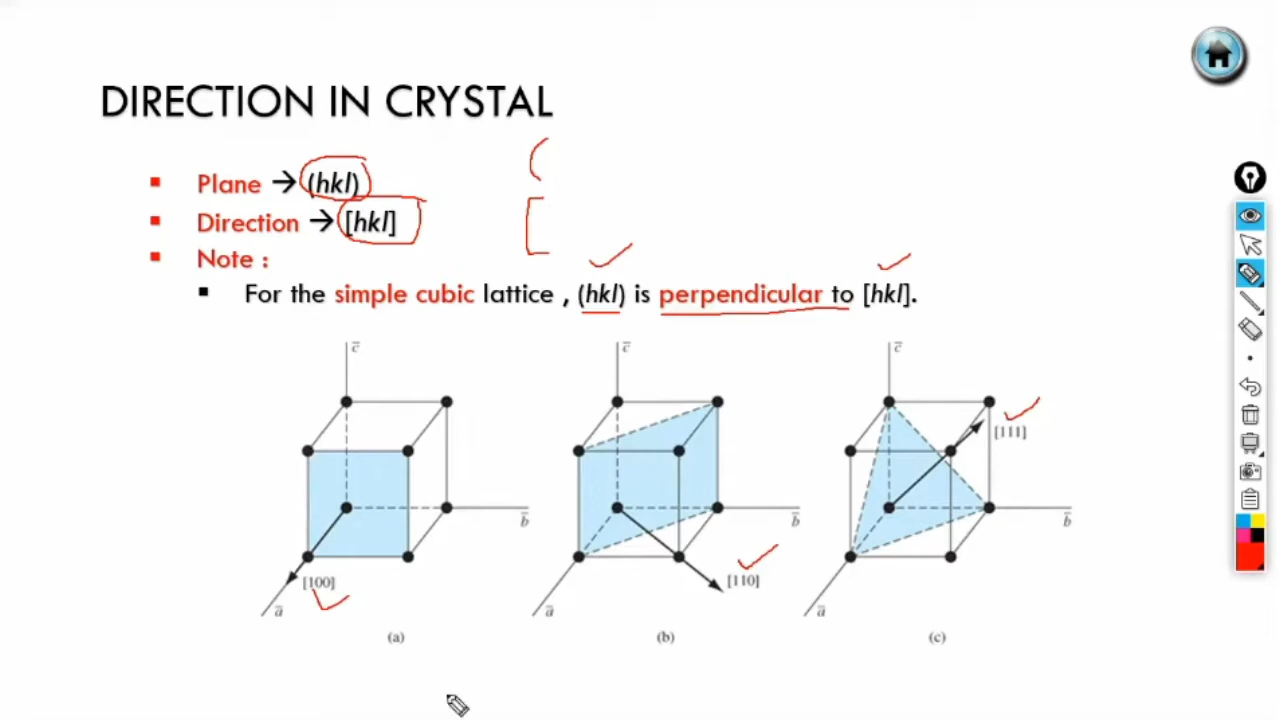 DIRECTION IN CRYSTAL
▪ Plane → (hkl)
▪ Direction → [hkl]
▪ Note :
▪ For the simple cubic lattice , (hkl) is perpendicular to [hkl].
c̄ c̄ c̄
[111]
b̄ b̄ b̄
[100] [110]
ā ā ā
(a) (b) (c)